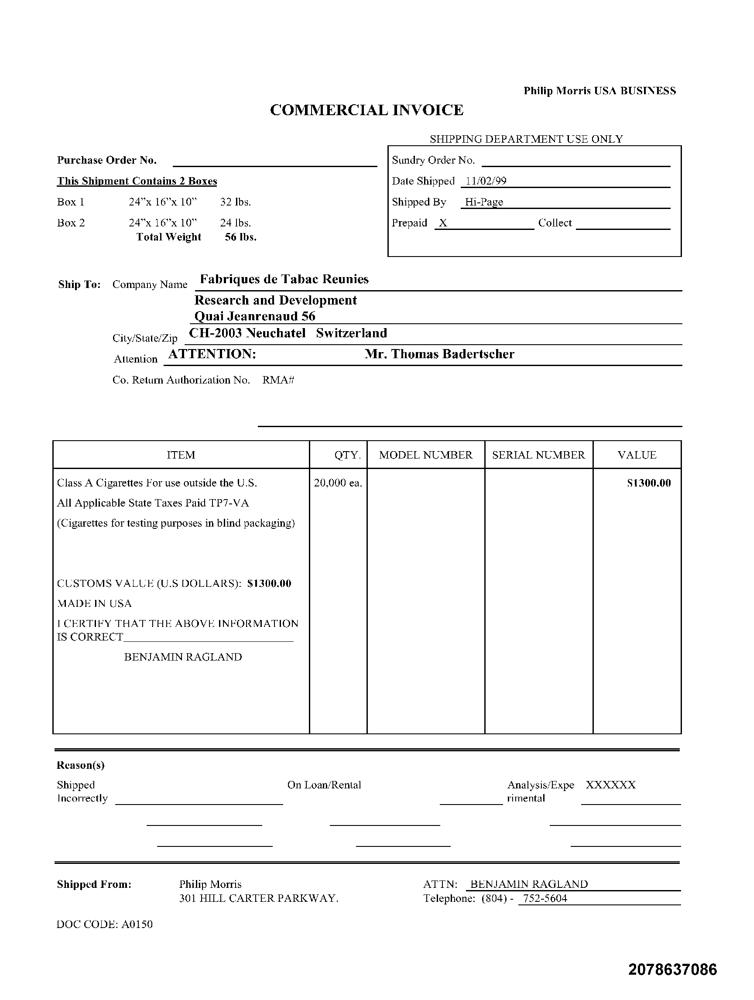 Philip Morris USA BUSINESS
COMMERCIAL INVOICE
SHIPPING DEPARTMENT USE ONLY
Purchase Order No.
Sundry Order No.
This Shipment Contains 2 Boxes
Date Shipped 11/02/99
Box 1 24”x 16”x 10” 32 lbs.
Shipped By Hi-Page
Box 2 24”x 16”x 10” 24 lbs.
Prepaid X Collect
Total Weight 56 lbs.
Ship To: Company Name Fabriques de Tabac Reunies
Research and Development
Quai Jeanrenaud 56
City/State/Zip CH-2003 Neuchatel Switzerland
Attention ATTENTION: Mr. Thomas Badertscher
Co. Return Authorization No. RMA#
ITEM QTY. MODEL NUMBER SERIAL NUMBER VALUE
Class A Cigarettes For use outside the U.S. 20,000 ea. $1300.00
All Applicable State Taxes Paid TP7-VA
(Cigarettes for testing purposes in blind packaging)
CUSTOMS VALUE (U.S DOLLARS): $1300.00
MADE IN USA
I CERTIFY THAT THE ABOVE INFORMATION
IS CORRECT
BENJAMIN RAGLAND
Reason(s)
Shipped On Loan/Rental Analysis/Expe XXXXXX
Incorrectly rimental
Shipped From: Philip Morris ATTN: BENJAMIN RAGLAND
301 HILL CARTER PARKWAY. Telephone: (804) - 752-5604
DOC CODE: A0150
2078637086